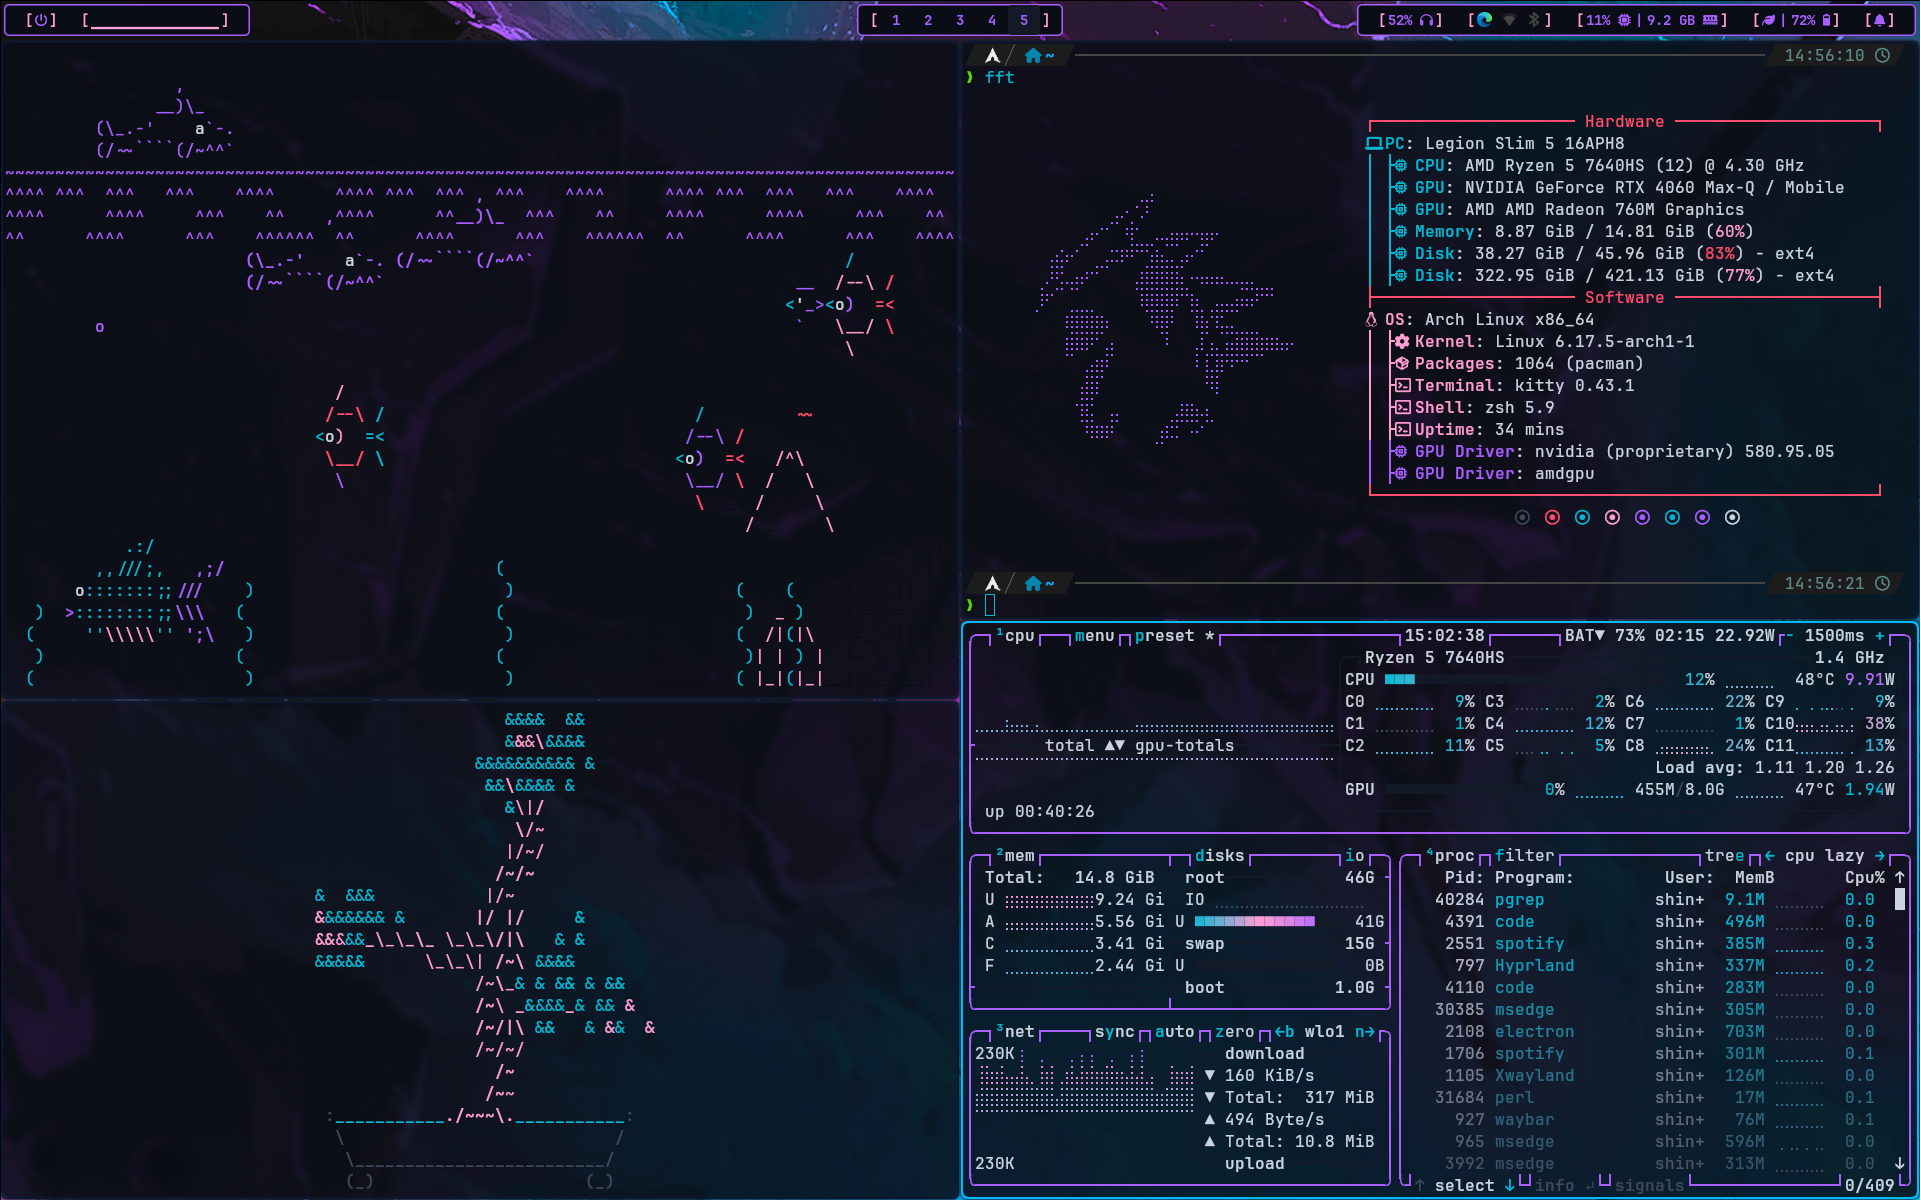 [ ] [ ]
[ 1 2 3 4 5 ]
[52% ] [ ] [11% | 9.2 GB ] [ | 72% ] [ ]
~ 14:56:10
❯ fft
Hardware
PC: Legion Slim 5 16APH8
CPU: AMD Ryzen 5 7640HS (12) @ 4.30 GHz
GPU: NVIDIA GeForce RTX 4060 Max-Q / Mobile
GPU: AMD AMD Radeon 760M Graphics
Memory: 8.87 GiB / 14.81 GiB (60%)
Disk: 38.27 GiB / 45.96 GiB (83%) - ext4
Disk: 322.95 GiB / 421.13 GiB (77%) - ext4
Software
OS: Arch Linux x86_64
Kernel: Linux 6.17.5-arch1-1
Packages: 1064 (pacman)
Terminal: kitty 0.43.1
Shell: zsh 5.9
Uptime: 34 mins
GPU Driver: nvidia (proprietary) 580.95.05
GPU Driver: amdgpu
~ 14:56:21
❯
¹cpu menu preset * 15:02:38 BAT▼ 73% 02:15 22.92W - 1500ms +
Ryzen 5 7640HS 1.4 GHz
CPU 12% 48°C 9.91W
C0 9% C3 2% C6 22% C9 9%
C1 1% C4 12% C7 1% C10 38%
C2 11% C5 5% C8 24% C11 13%
total ▲▼ gpu-totals
Load avg: 1.11 1.20 1.26
GPU 0% 455M/8.0G 47°C 1.94W
up 00:40:26
²mem disks io
Total: 14.8 GiB root 46G
U 9.24 Gi IO
A 5.56 Gi U 41G
C 3.41 Gi swap 15G
F 2.44 Gi U 0B
boot 1.0G
³net sync auto zero ←b wlo1 n→
230K download
▼ 160 KiB/s
▼ Total: 317 MiB
▲ 494 Byte/s
▲ Total: 10.8 MiB
230K upload
⁴proc filter tree ← cpu lazy →
Pid: Program: User: MemB Cpu% ↑
40284 pgrep shin+ 9.1M 0.0
4391 code shin+ 496M 0.0
2551 spotify shin+ 385M 0.3
797 Hyprland shin+ 337M 0.2
4110 code shin+ 283M 0.0
30385 msedge shin+ 305M 0.0
2108 electron shin+ 703M 0.0
1706 spotify shin+ 301M 0.1
1105 Xwayland shin+ 126M 0.0
31684 perl shin+ 17M 0.1
927 waybar shin+ 76M 0.1
965 msedge shin+ 596M 0.0
3992 msedge shin+ 313M 0.0 ↓
↑ select ↓ info ↵ signals 0/409